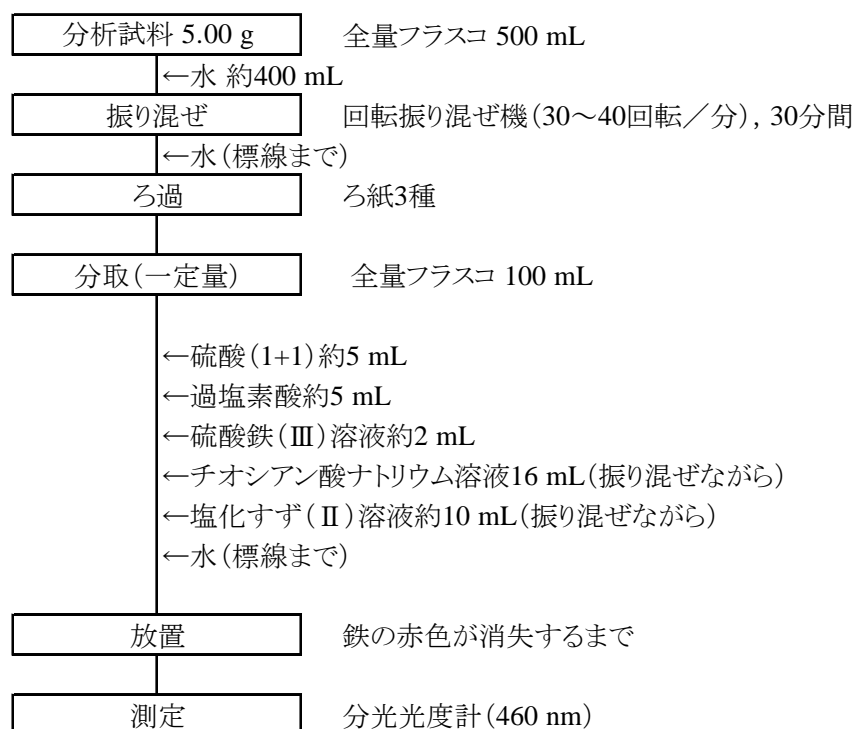 分析試料 5.00 g 全量フラスコ 500 mL
←水 約400 mL
振り混ぜ 回転振り混ぜ機(30～40回転／分), 30分間
←水(標線まで)
ろ過 ろ紙3種
分取(一定量) 全量フラスコ 100 mL
←硫酸(1+1)約5 mL
←過塩素酸約5 mL
←硫酸鉄(Ⅲ)溶液約2 mL
←チオシアン酸ナトリウム溶液16 mL(振り混ぜながら)
←塩化すず(Ⅱ)溶液約10 mL(振り混ぜながら)
←水(標線まで)
放置 鉄の赤色が消失するまで
測定 分光光度計(460 nm)